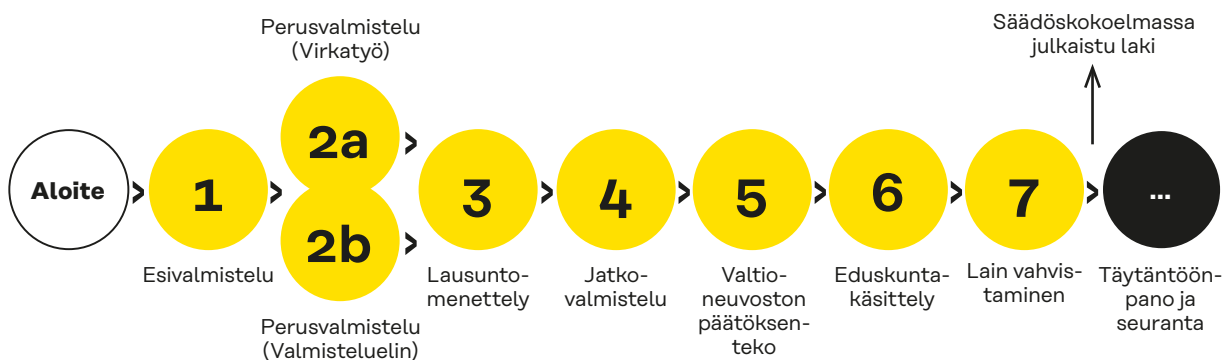 Perusvalmistelu
(Virkatyö)
Säädöskokoelmassa
julkaistu laki
Aloite
1
2a
2b
3
4
5
6
7
...
Esivalmistelu
Perusvalmistelu
(Valmisteluelin)
Lausunto-
menettely
Jatko-
valmistelu
Valtio-
neuvoston
päätöksen-
teko
Eduskunta-
käsittely
Lain vahvis-
taminen
Täytäntöön-
pano ja
seuranta